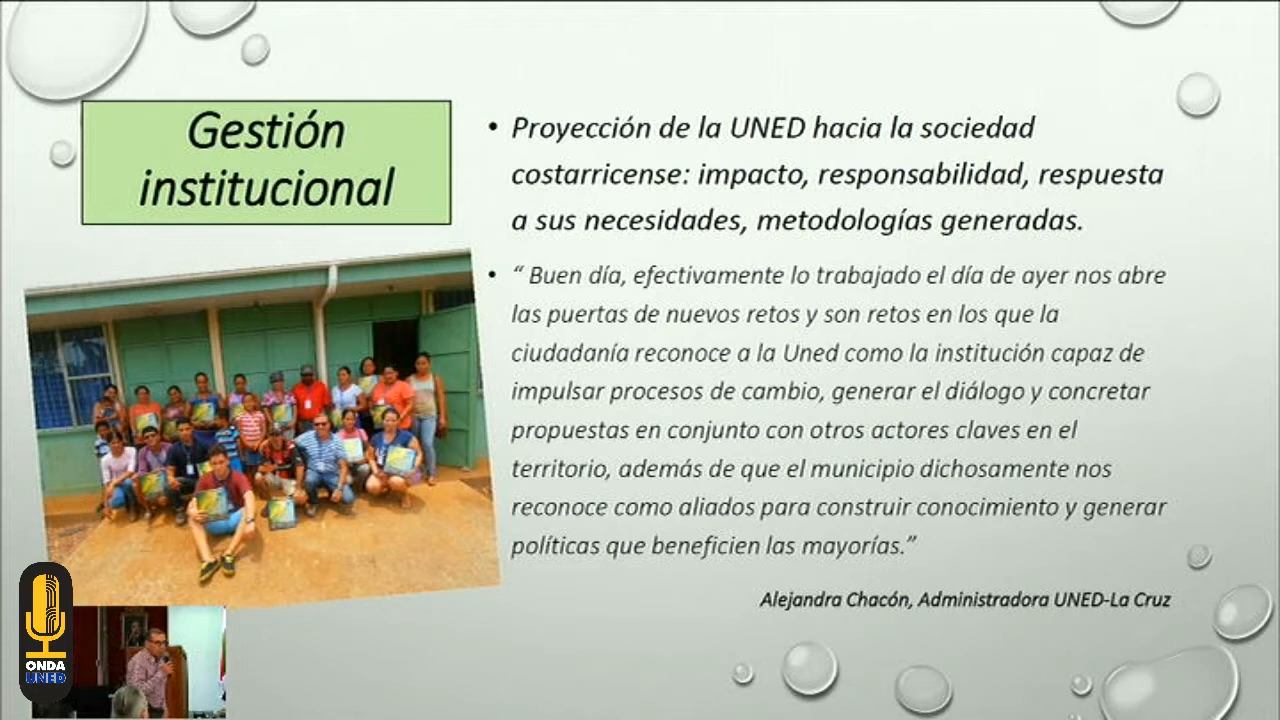 Gestión
institucional
• Proyección de la UNED hacia la sociedad
costarricense: impacto, responsabilidad, respuesta
a sus necesidades, metodologías generadas.
• “ Buen día, efectivamente lo trabajado el día de ayer nos abre
las puertas de nuevos retos y son retos en los que la
ciudadanía reconoce a la Uned como la institución capaz de
impulsar procesos de cambio, generar el diálogo y concretar
propuestas en conjunto con otros actores claves en el
territorio, además de que el municipio dichosamente nos
reconoce como aliados para construir conocimiento y generar
políticas que beneficien las mayorías.”
Alejandra Chacón, Administradora UNED-La Cruz
ONDA
UNED